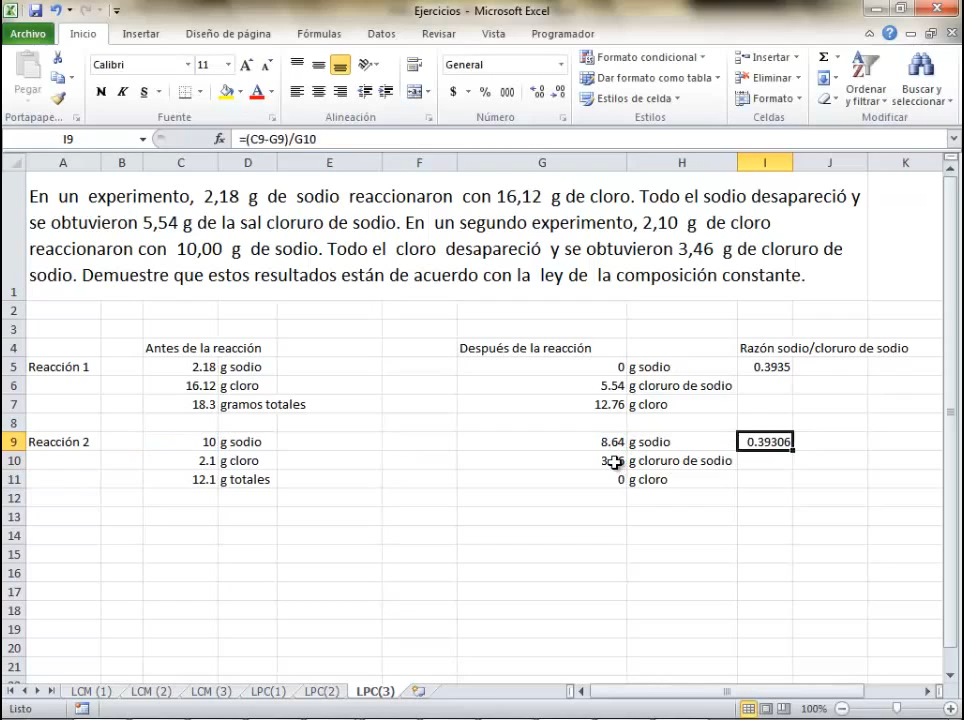 Ejercicios - Microsoft Excel
Archivo Inicio Insertar Diseño de página Fórmulas Datos Revisar Vista Programador
Pegar
Calibri 11
N K S
General
$ % 000
Formato condicional
Dar formato como tabla
Estilos de celda
Insertar
Eliminar
Formato
Σ
Ordenar y filtrar
Buscar y seleccionar
Portapape... Fuente Alineación Número Estilos Celdas Modificar
I9 fx =(C9-G9)/G10
A B C D E F G H I J K
En un experimento, 2,18 g de sodio reaccionaron con 16,12 g de cloro. Todo el sodio desapareció y
se obtuvieron 5,54 g de la sal cloruro de sodio. En un segundo experimento, 2,10 g de cloro
reaccionaron con 10,00 g de sodio. Todo el cloro desapareció y se obtuvieron 3,46 g de cloruro de
sodio. Demuestre que estos resultados están de acuerdo con la ley de la composición constante.
1
2
3
4 Antes de la reacción Después de la reacción Razón sodio/cloruro de sodio
5 Reacción 1 2.18 g sodio 0 g sodio 0.3935
6 16.12 g cloro 5.54 g cloruro de sodio
7 18.3 gramos totales 12.76 g cloro
8
9 Reacción 2 10 g sodio 8.64 g sodio 0.39306
10 2.1 g cloro g cloruro de sodio
11 12.1 g totales 0 g cloro
12
13
14
15
16
17
18
19
20
21
LCM (1) LCM (2) LCM (3) LPC(1) LPC(2) LPC(3)
Listo 100%